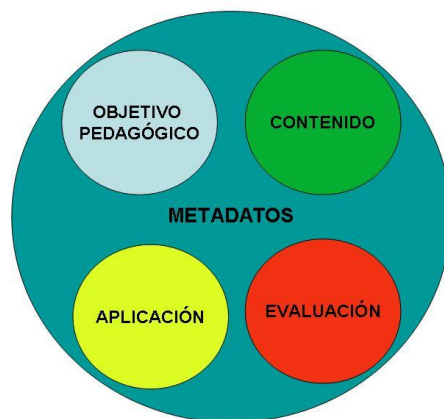 OBJETIVO
PEDAGÓGICO
CONTENIDO
METADATOS
APLICACIÓN
EVALUACIÓN